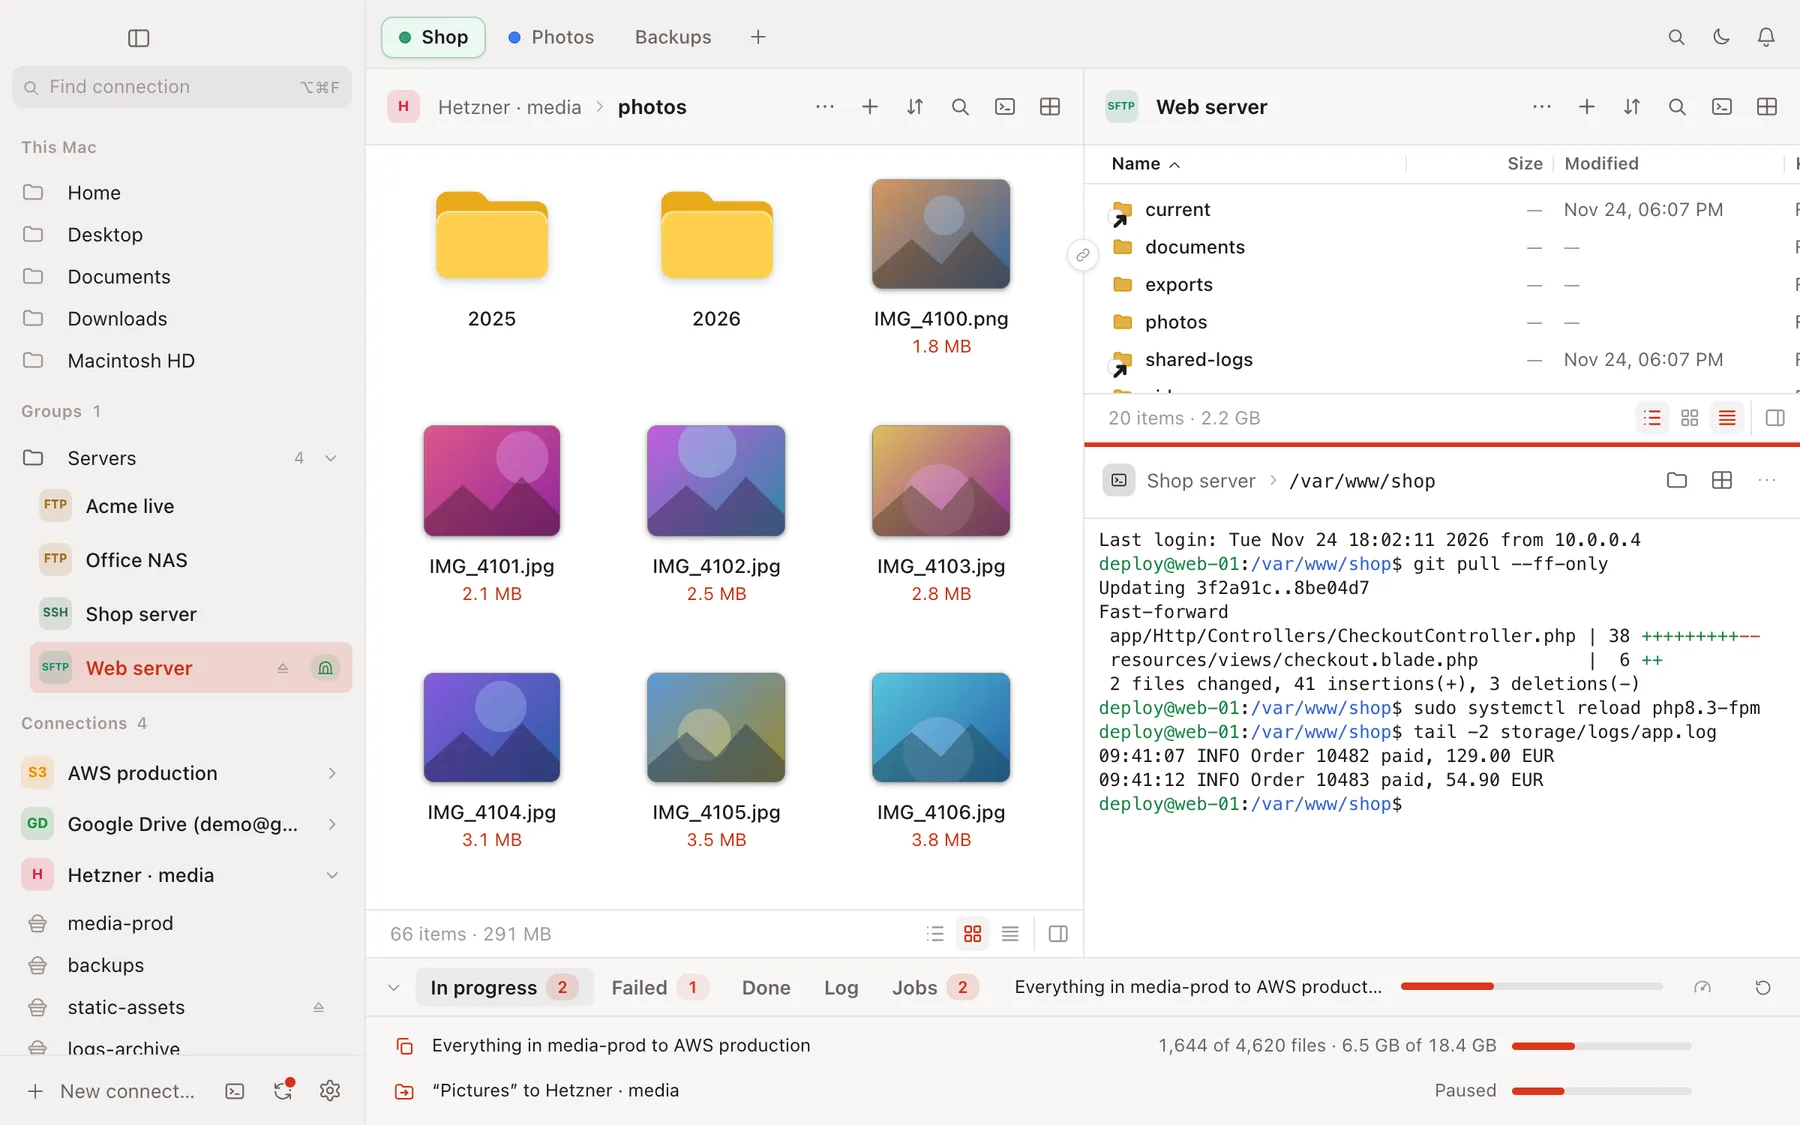 Shop
Photos
Backups
Find connection
⌥⌘F
This Mac
Home
Desktop
Documents
Downloads
Macintosh HD
Groups 1
Servers 4
FTP Acme live
FTP Office NAS
SSH Shop server
SFTP Web server
Connections 4
S3 AWS production
GD Google Drive (demo@g...
H Hetzner · media
media-prod
backups
static-assets
logs-archive
New connect...
H Hetzner · media photos
2025
2026
IMG_4100.png
1.8 MB
IMG_4101.jpg
2.1 MB
IMG_4102.jpg
2.5 MB
IMG_4103.jpg
2.8 MB
IMG_4104.jpg
3.1 MB
IMG_4105.jpg
3.5 MB
IMG_4106.jpg
3.8 MB
66 items · 291 MB
SFTP Web server
Name Size Modified
current — Nov 24, 06:07 PM
documents — —
exports — —
photos — —
shared-logs — Nov 24, 06:07 PM
20 items · 2.2 GB
Shop server /var/www/shop
Last login: Tue Nov 24 18:02:11 2026 from 10.0.0.4
deploy@web-01:/var/www/shop$ git pull --ff-only
Updating 3f2a91c..8be04d7
Fast-forward
app/Http/Controllers/CheckoutController.php | 38 +++++++++--
resources/views/checkout.blade.php | 6 ++
2 files changed, 41 insertions(+), 3 deletions(-)
deploy@web-01:/var/www/shop$ sudo systemctl reload php8.3-fpm
deploy@web-01:/var/www/shop$ tail -2 storage/logs/app.log
09:41:07 INFO Order 10482 paid, 129.00 EUR
09:41:12 INFO Order 10483 paid, 54.90 EUR
deploy@web-01:/var/www/shop$
In progress 2
Failed 1
Done
Log
Jobs 2
Everything in media-prod to AWS product...
Everything in media-prod to AWS production
1,644 of 4,620 files · 6.5 GB of 18.4 GB
“Pictures” to Hetzner · media
Paused